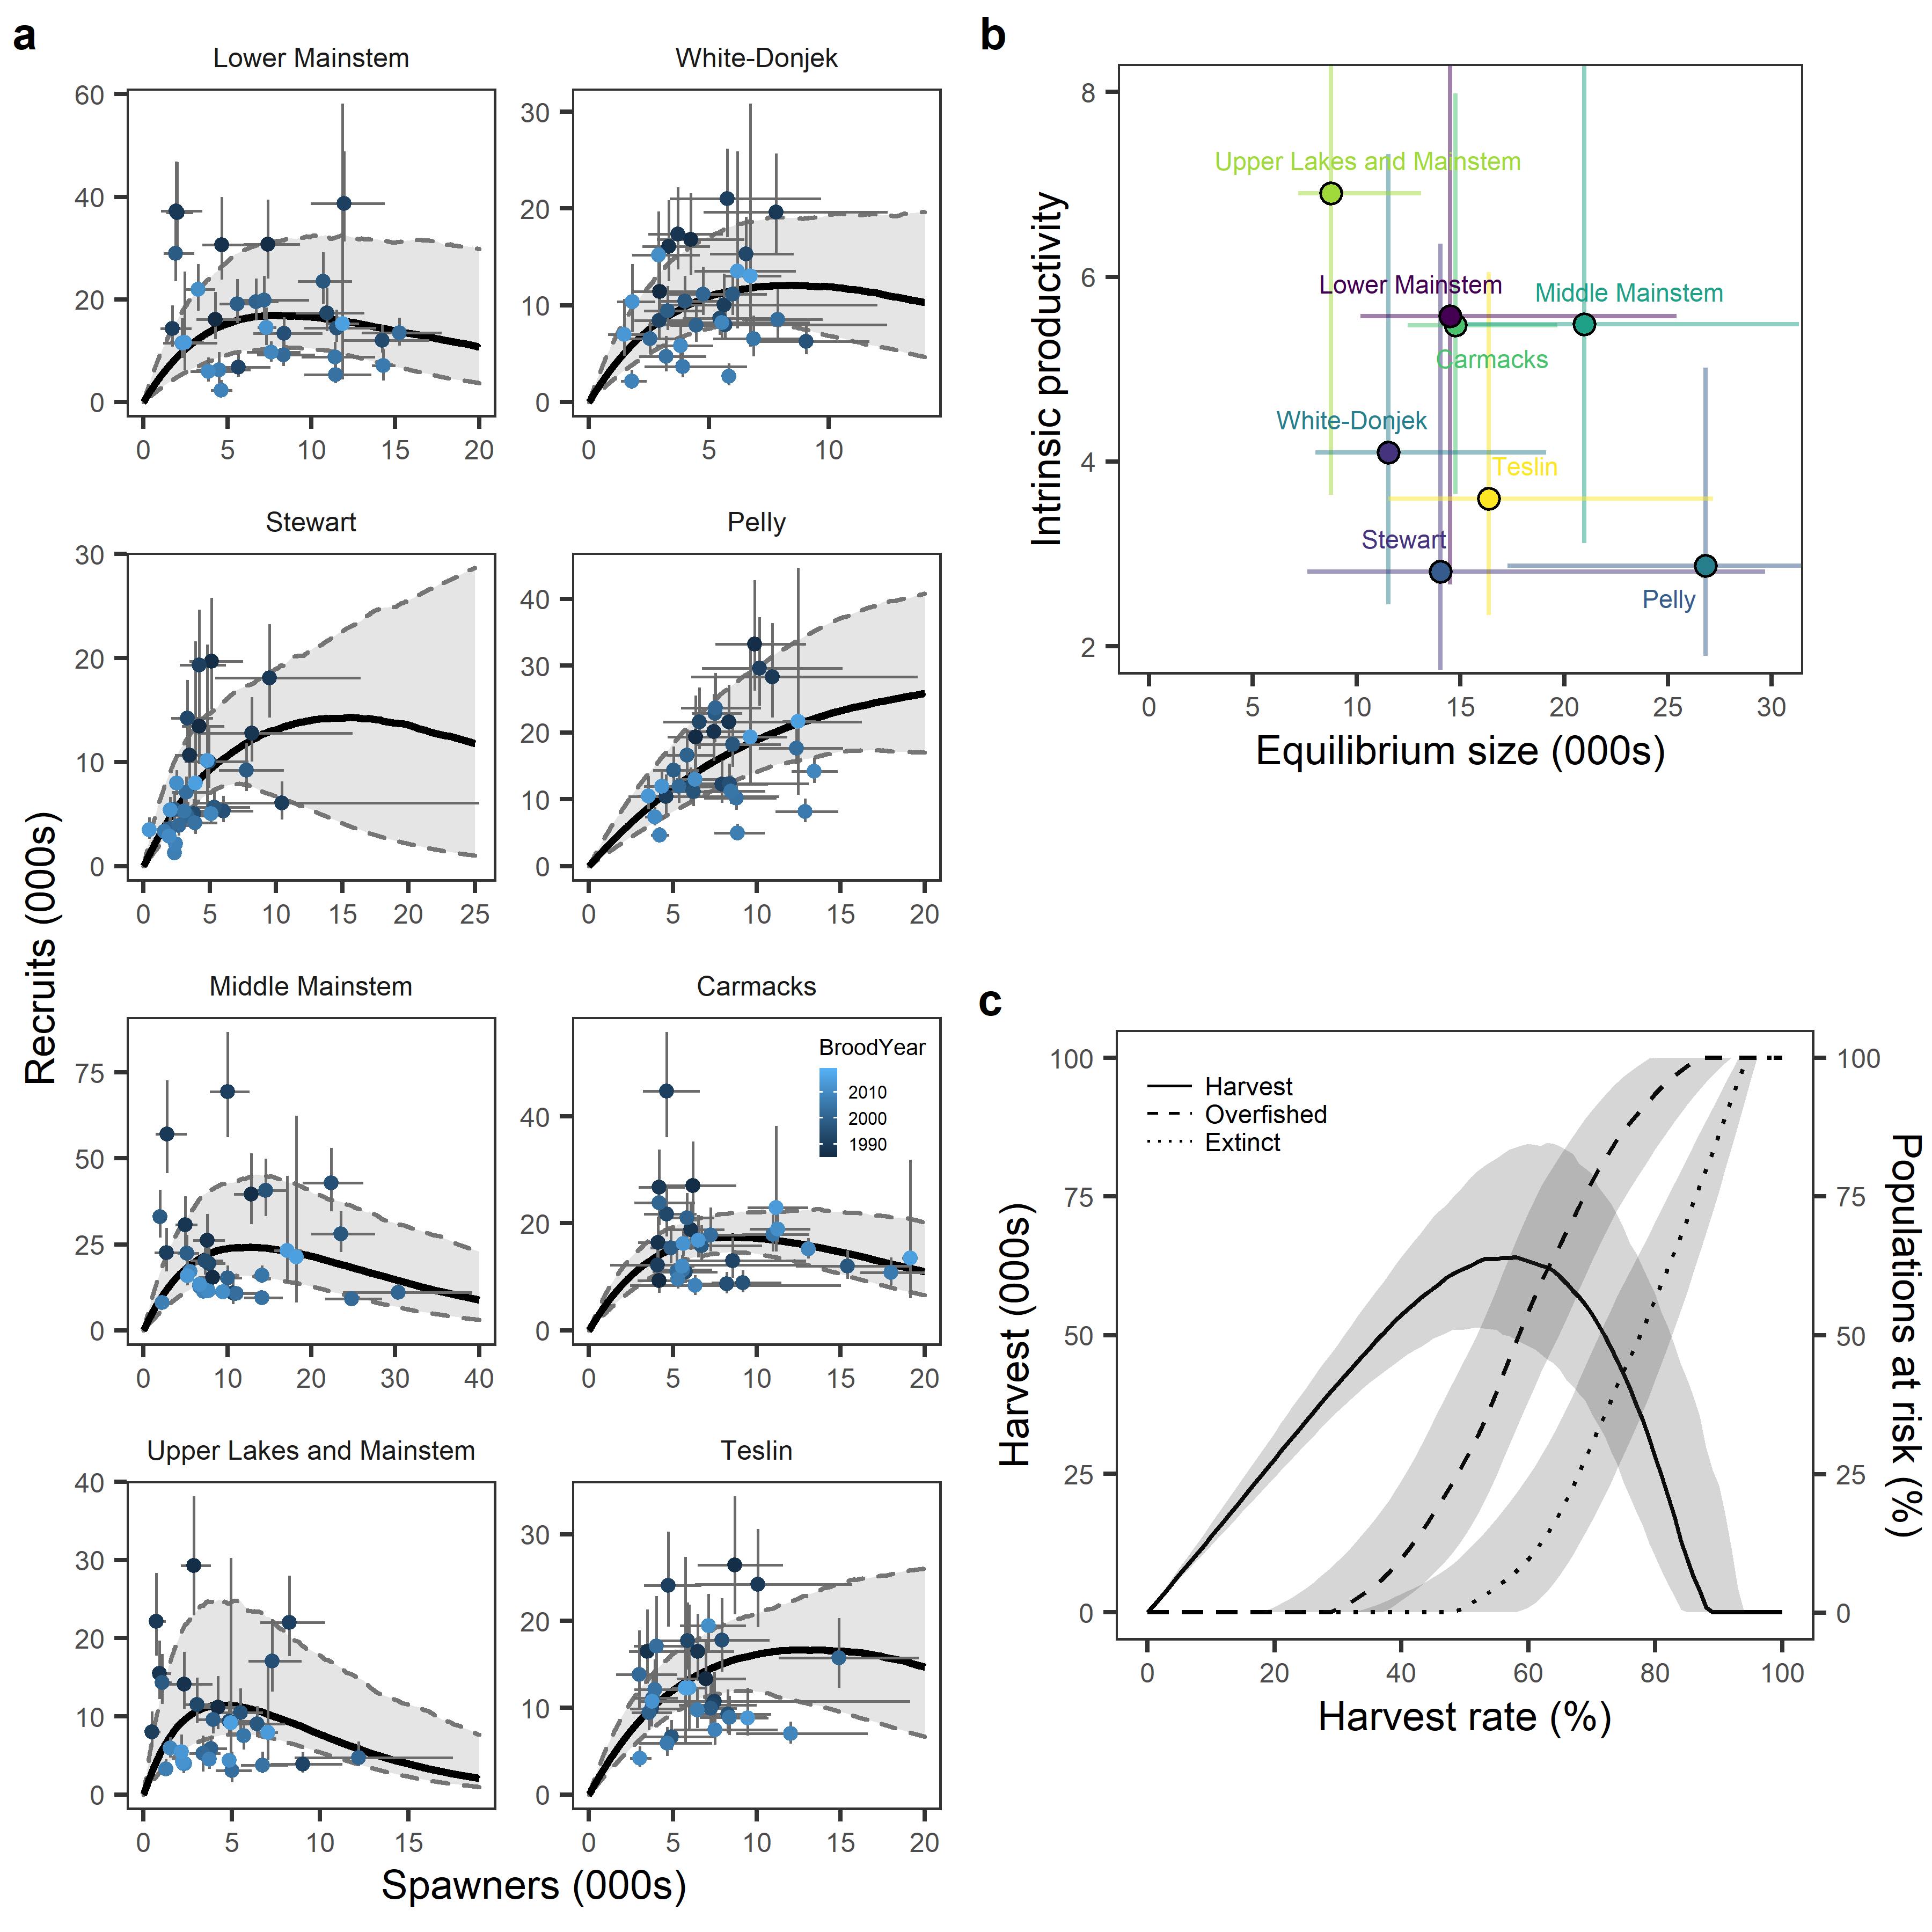 a
Recruits (000s)
Lower Mainstem
60
40
20
0
0 5 10 15 20
White-Donjek
30
20
10
0
0 5 10
Stewart
30
20
10
0
0 5 10 15 20 25
Pelly
40
30
20
10
0
0 5 10 15 20
Middle Mainstem
75
50
25
0
0 10 20 30 40
Carmacks
BroodYear
2010
2000
1990
40
20
0
0 5 10 15 20
Upper Lakes and Mainstem
40
30
20
10
0
0 5 10 15
Teslin
30
20
10
0
0 5 10 15 20
Spawners (000s)
b
Intrinsic productivity
8
6
4
2
Upper Lakes and Mainstem
Lower Mainstem
Middle Mainstem
Carmacks
White-Donjek
Teslin
Stewart
Pelly
0 5 10 15 20 25 30
Equilibrium size (000s)
c
Harvest (000s)
100
75
50
25
0
Harvest
Overfished
Extinct
100
75
50
25
0
Populations at risk (%)
0 20 40 60 80 100
Harvest rate (%)